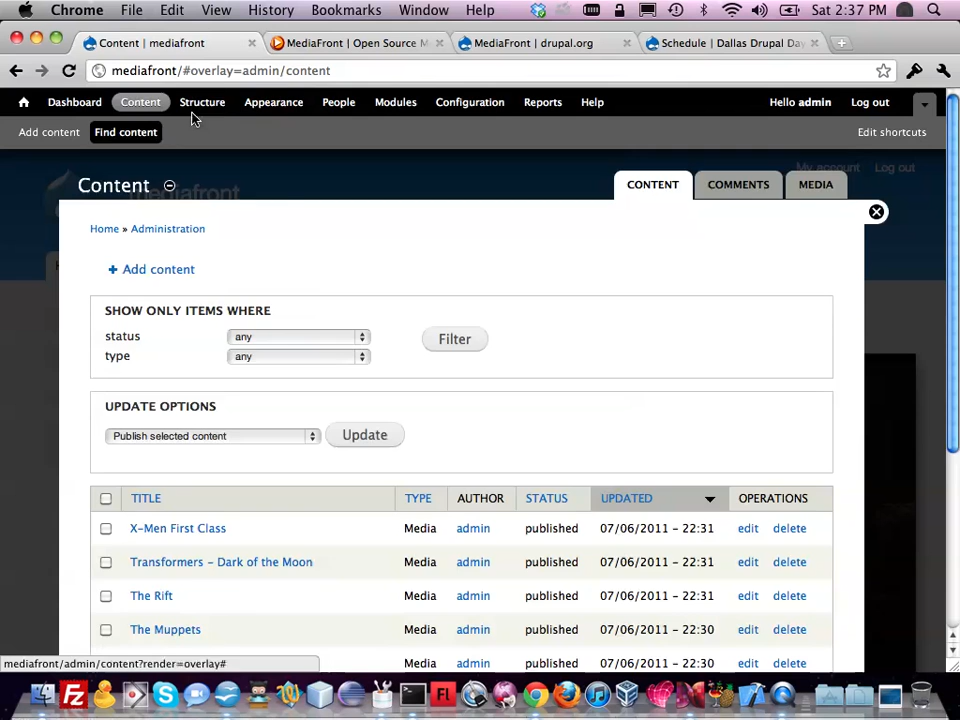 Chrome File Edit View History Bookmarks Window Help Sat 2:37 PM
Content | mediafront MediaFront | Open Source M MediaFront | drupal.org Schedule | Dallas Drupal Day
mediafront/#overlay=admin/content
Dashboard Content Structure Appearance People Modules Configuration Reports Help Hello admin Log out
Add content Find content Edit shortcuts
My account Log out
mediafront
Content CONTENT COMMENTS MEDIA
Home » Administration
+ Add content
SHOW ONLY ITEMS WHERE
status any Filter
type any
UPDATE OPTIONS
Publish selected content Update
TITLE TYPE AUTHOR STATUS UPDATED OPERATIONS
X-Men First Class Media admin published 07/06/2011 - 22:31 edit delete
Transformers - Dark of the Moon Media admin published 07/06/2011 - 22:31 edit delete
The Rift Media admin published 07/06/2011 - 22:31 edit delete
The Muppets Media admin published 07/06/2011 - 22:30 edit delete
Media admin published 07/06/2011 - 22:30 edit delete
mediafront/admin/content?render=overlay#